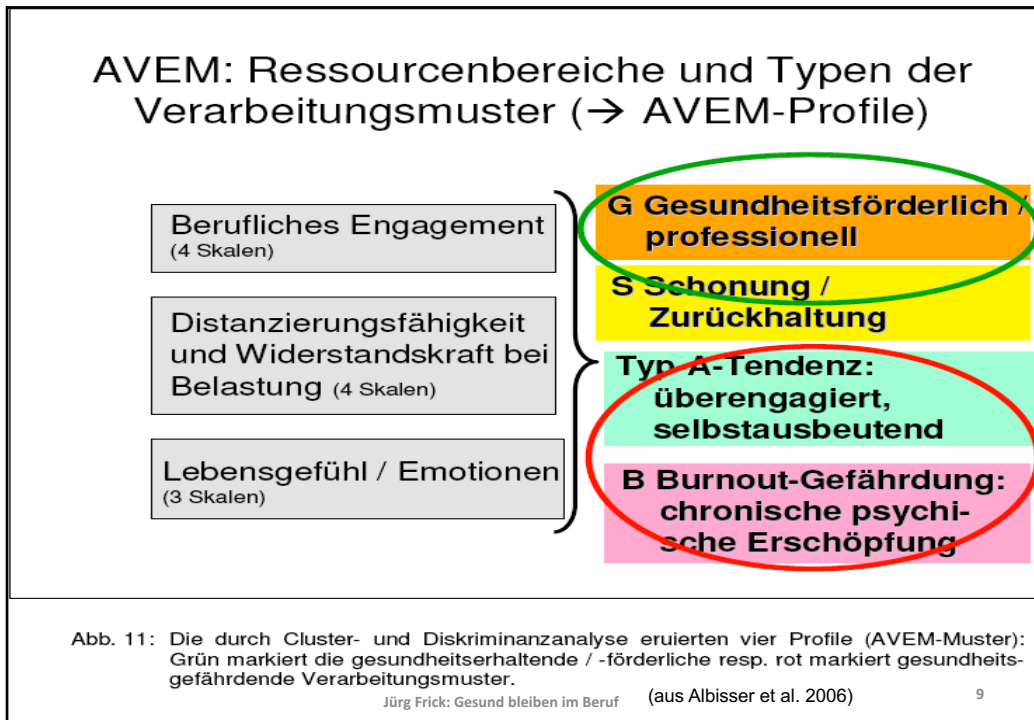 AVEM: Ressourcenbereiche und Typen der
Verarbeitungsmuster (→ AVEM-Profile)
Berufliches Engagement
(4 Skalen)
Distanzierungsfähigkeit
und Widerstandskraft bei
Belastung (4 Skalen)
Lebensgefühl / Emotionen
(3 Skalen)
G Gesundheitsförderlich /
professionell
S Schonung /
Zurückhaltung
Typ A-Tendenz:
überengagiert,
selbstausbeutend
B Burnout-Gefährdung:
chronische psychi-
sche Erschöpfung
Abb. 11: Die durch Cluster- und Diskriminanzanalyse eruierten vier Profile (AVEM-Muster):
Grün markiert die gesundheitserhaltende / -förderliche resp. rot markiert gesundheits-
gefährdende Verarbeitungsmuster.
Jürg Frick: Gesund bleiben im Beruf (aus Albisser et al. 2006) 9